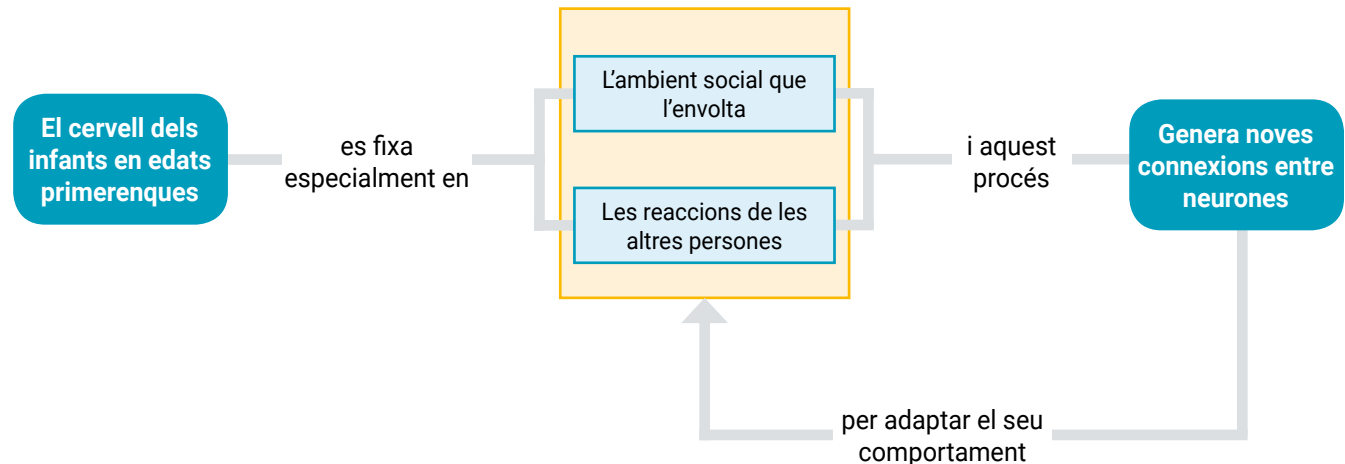 El cervell dels
infants en edats
primerenques
es fixa
especialment en
L’ambient social que
l’envolta
Les reaccions de les
altres persones
i aquest
procés
Genera noves
connexions entre
neurones
per adaptar el seu
comportament